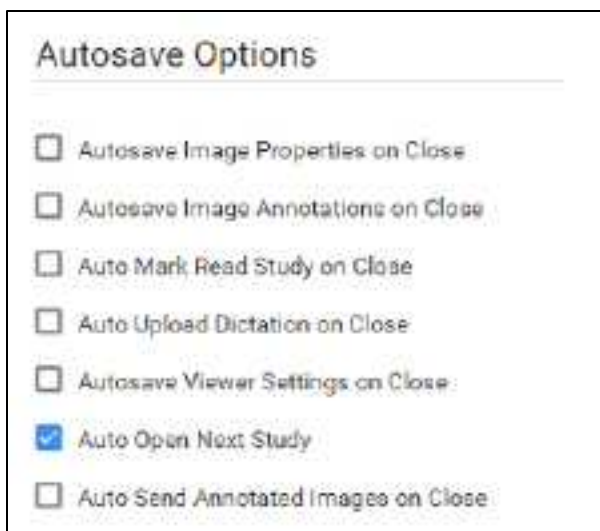 Autosave Options
Autosave Image Properties on Close
Autosave Image Annotations on Close
Auto Mark Read Study on Close
Auto Upload Dictation on Close
Autosave Viewer Settings on Close
Auto Open Next Study
Auto Send Annotated Images on Close